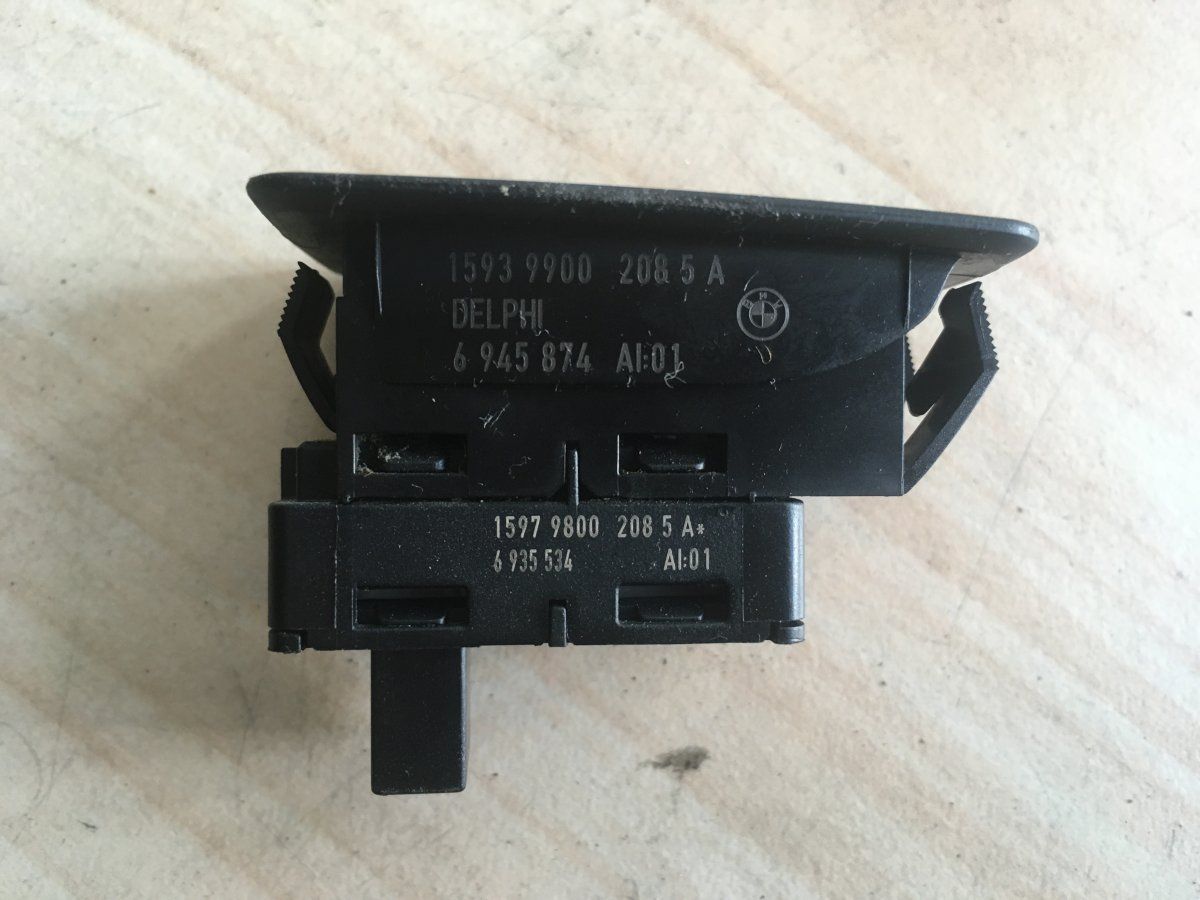 1593 9900 208 5 A
DELPHI
BMW
6 945 874 AI:01
1597 9800 208 5 A*
6 935 534 AI:01